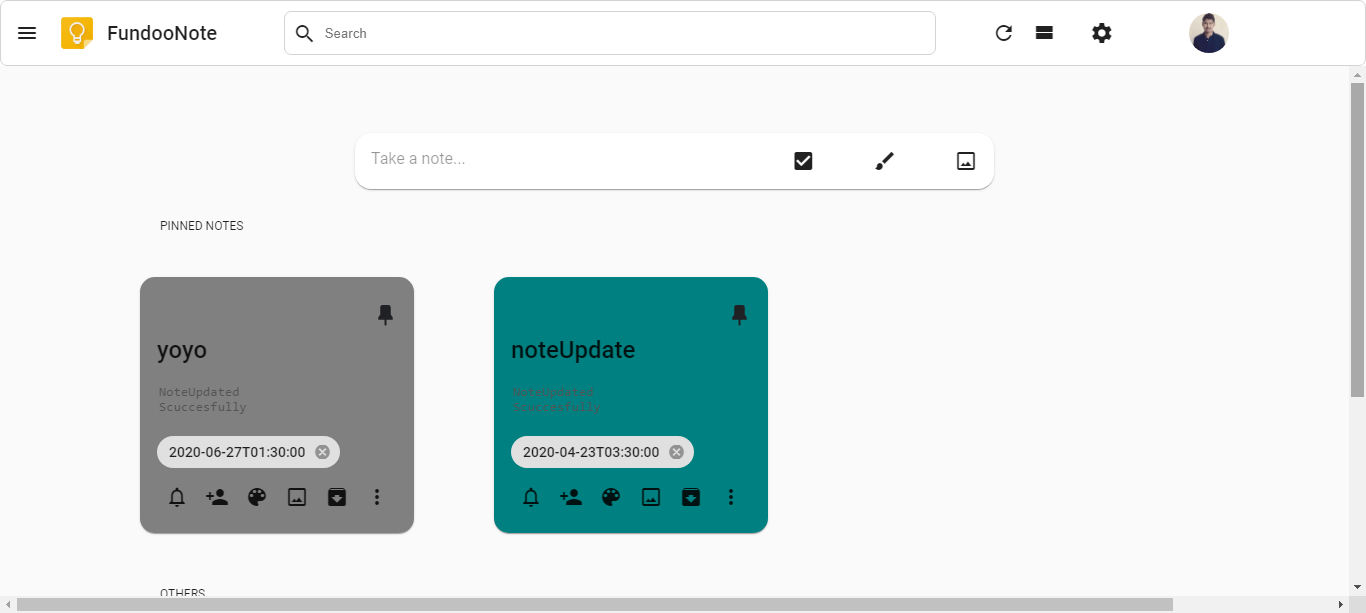 FundooNote
Search
Take a note...
PINNED NOTES
yoyo
NoteUpdated
Scuccesfully
2020-06-27T01:30:00
noteUpdate
NoteUpdated
Scuccesfully
2020-04-23T03:30:00
OTHERS